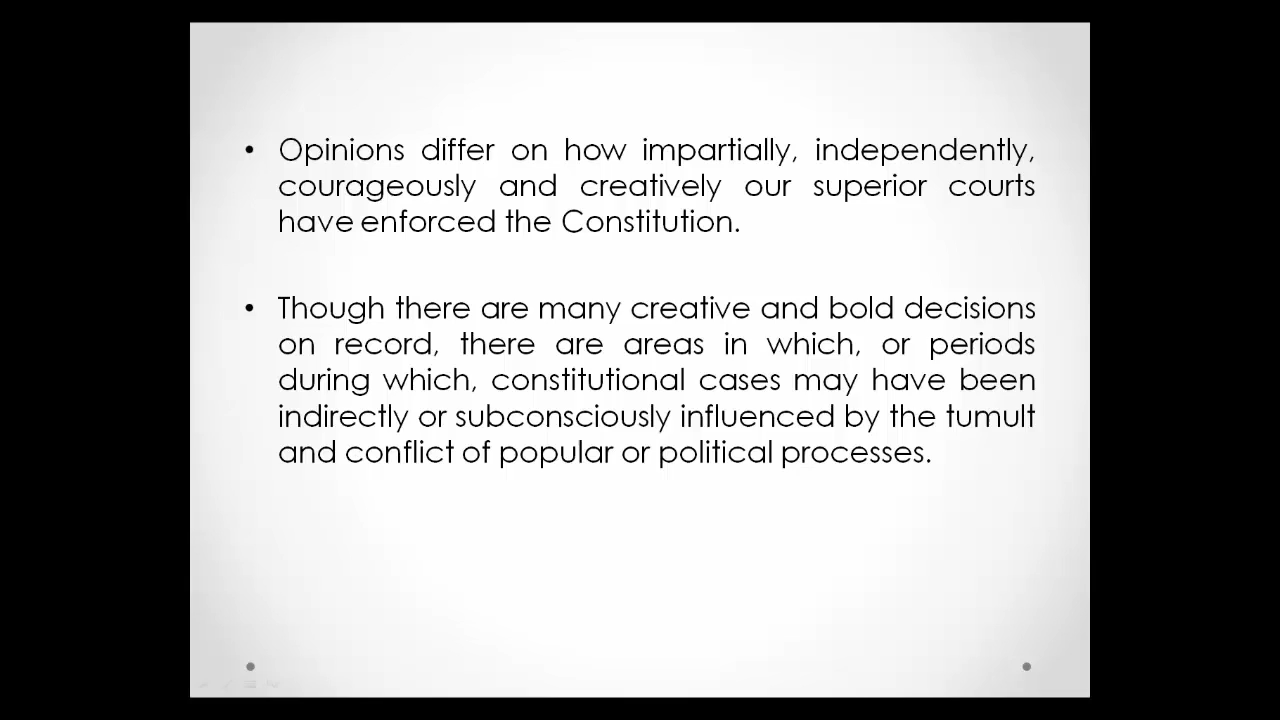 • Opinions differ on how impartially, independently,
courageously and creatively our superior courts
have enforced the Constitution.
• Though there are many creative and bold decisions
on record, there are areas in which, or periods
during which, constitutional cases may have been
indirectly or subconsciously influenced by the tumult
and conflict of popular or political processes.